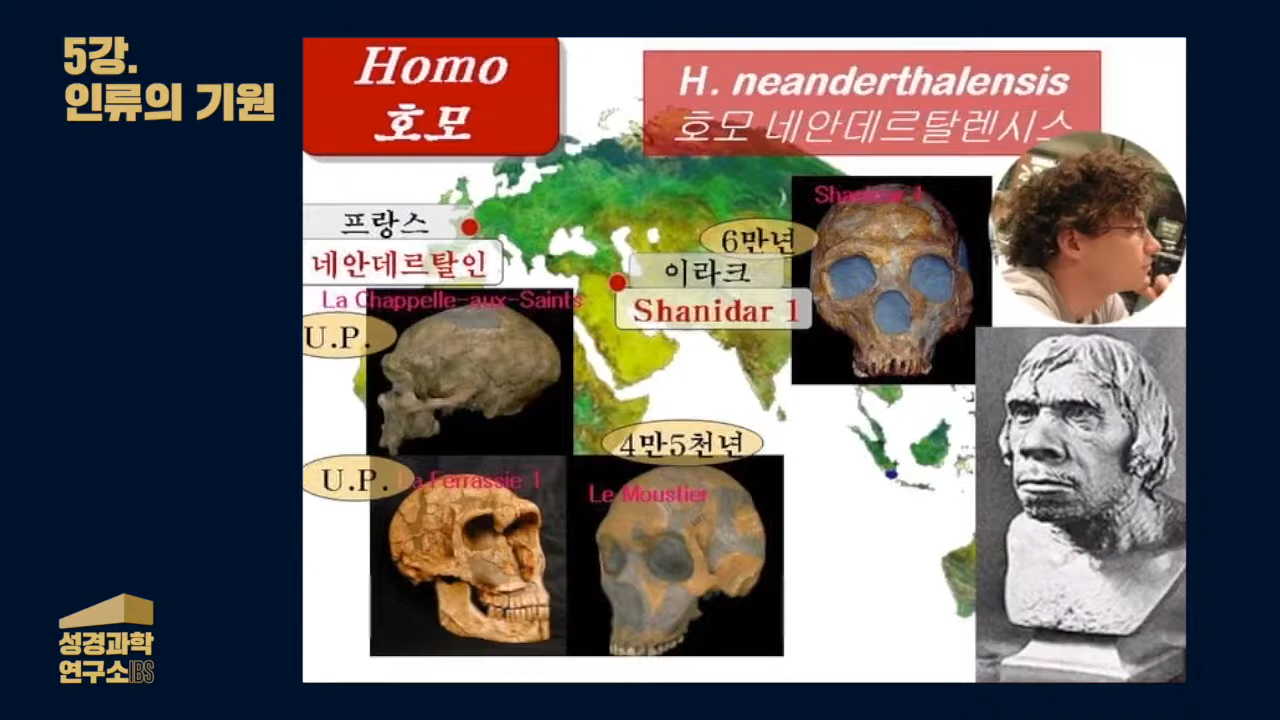 5강.
인류의 기원
Homo
호모
H. neanderthalensis
호모 네안데르탈렌시스
프랑스
네안데르탈인
La Chappelle-aux-Saints
U.P.
6만년
이라크
Shanidar 1
Shanidar 1
4만5천년
U.P.
La Ferrassie 1
Le Moustier
성경과학
연구소IBS